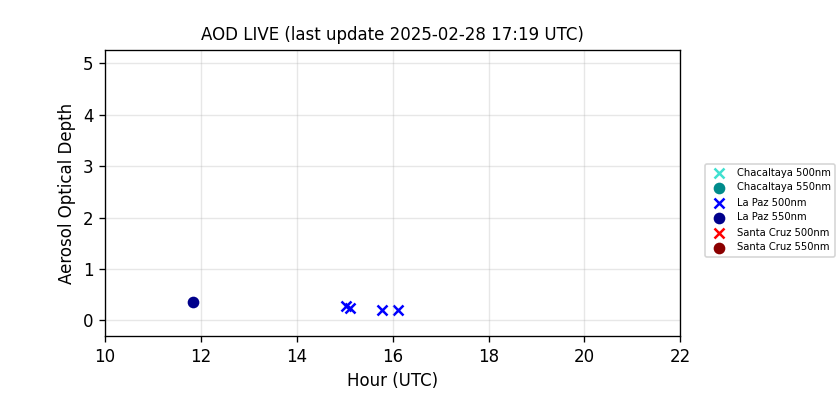 AOD LIVE (last update 2025-02-28 17:19 UTC)
Aerosol Optical Depth
5
4
3
2
1
0
10 12 14 16 18 20 22
Hour (UTC)
Chacaltaya 500nm
Chacaltaya 550nm
La Paz 500nm
La Paz 550nm
Santa Cruz 500nm
Santa Cruz 550nm